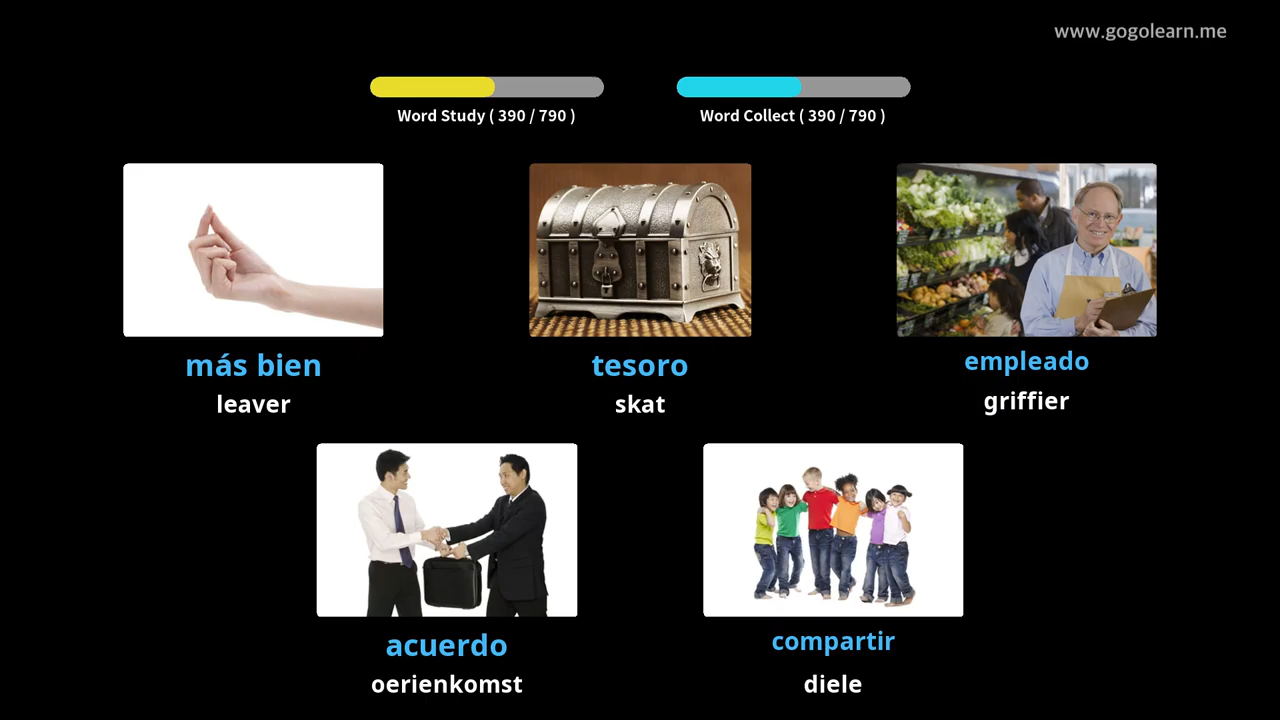 www.gogolearn.me
Word Study ( 390 / 790 )
Word Collect ( 390 / 790 )
más bien
leaver
tesoro
skat
empleado
griffier
acuerdo
oerienkomst
compartir
diele